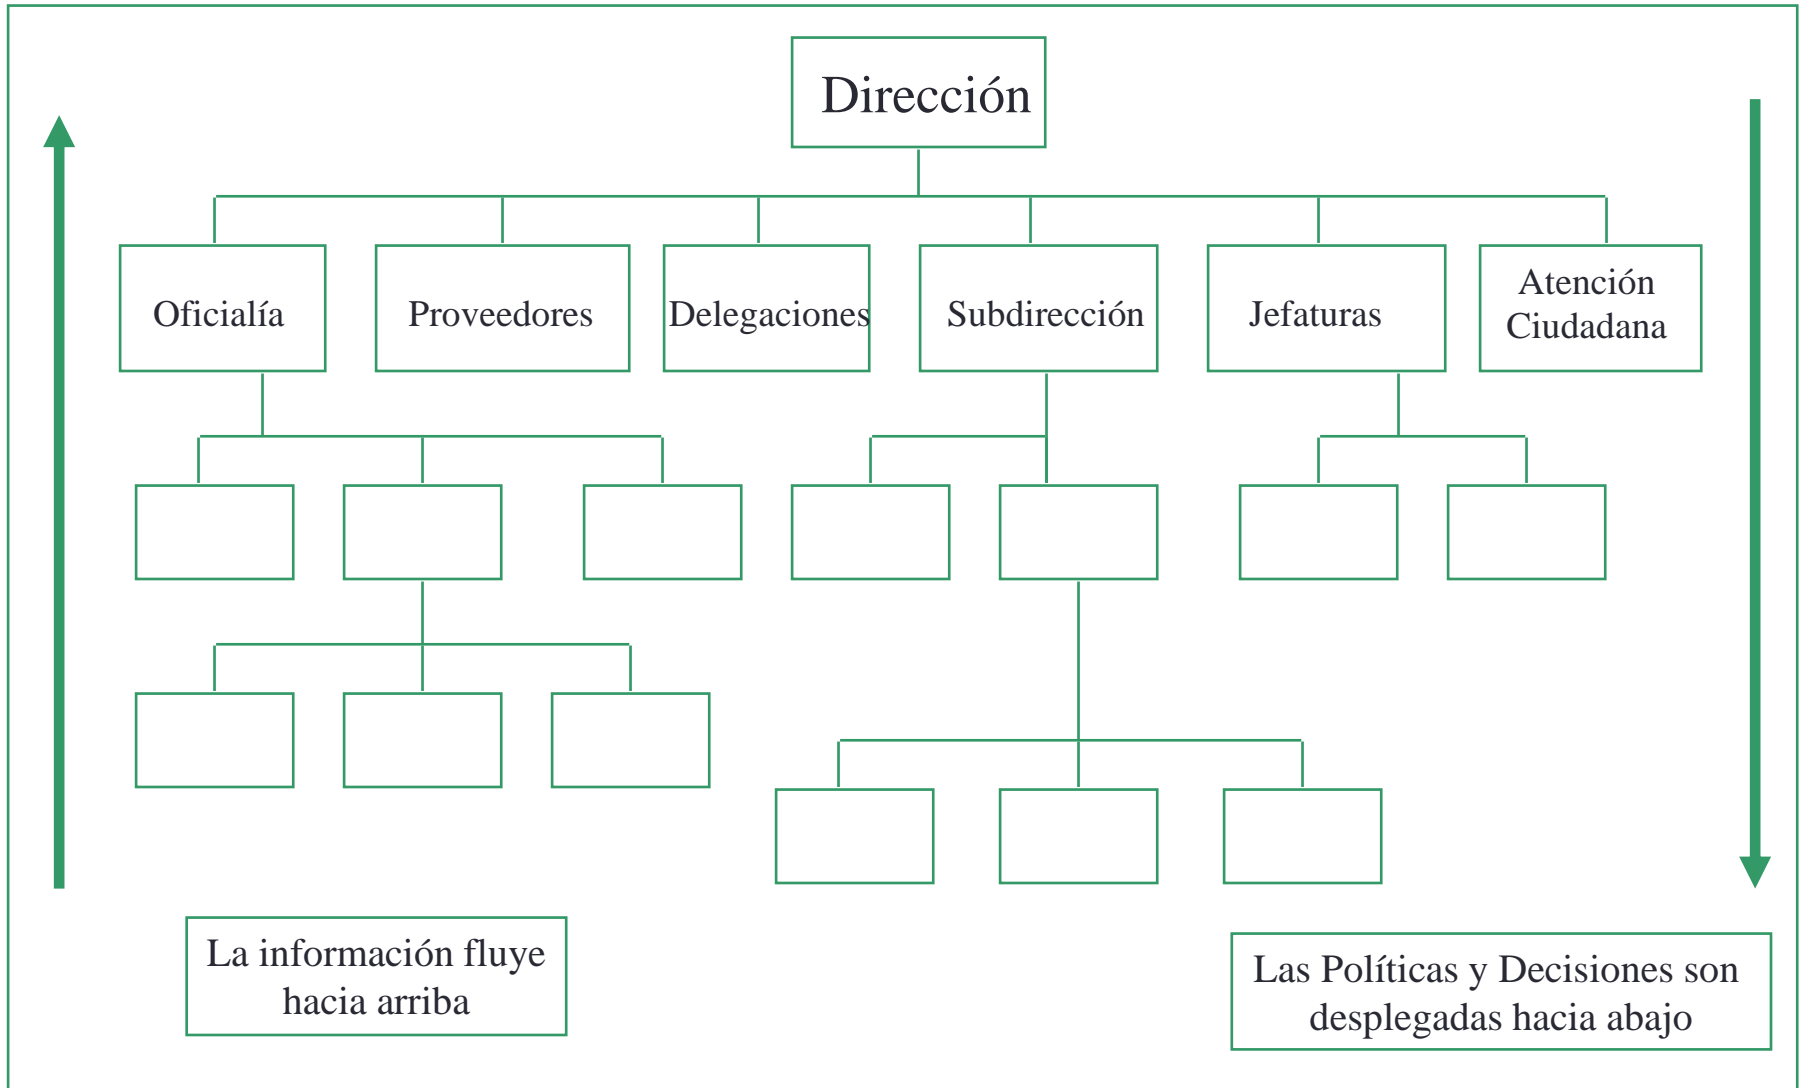 Dirección
Oficialía
Proveedores
Delegaciones
Subdirección
Jefaturas
Atención
Ciudadana
La información fluye
hacia arriba
Las Políticas y Decisiones son
desplegadas hacia abajo